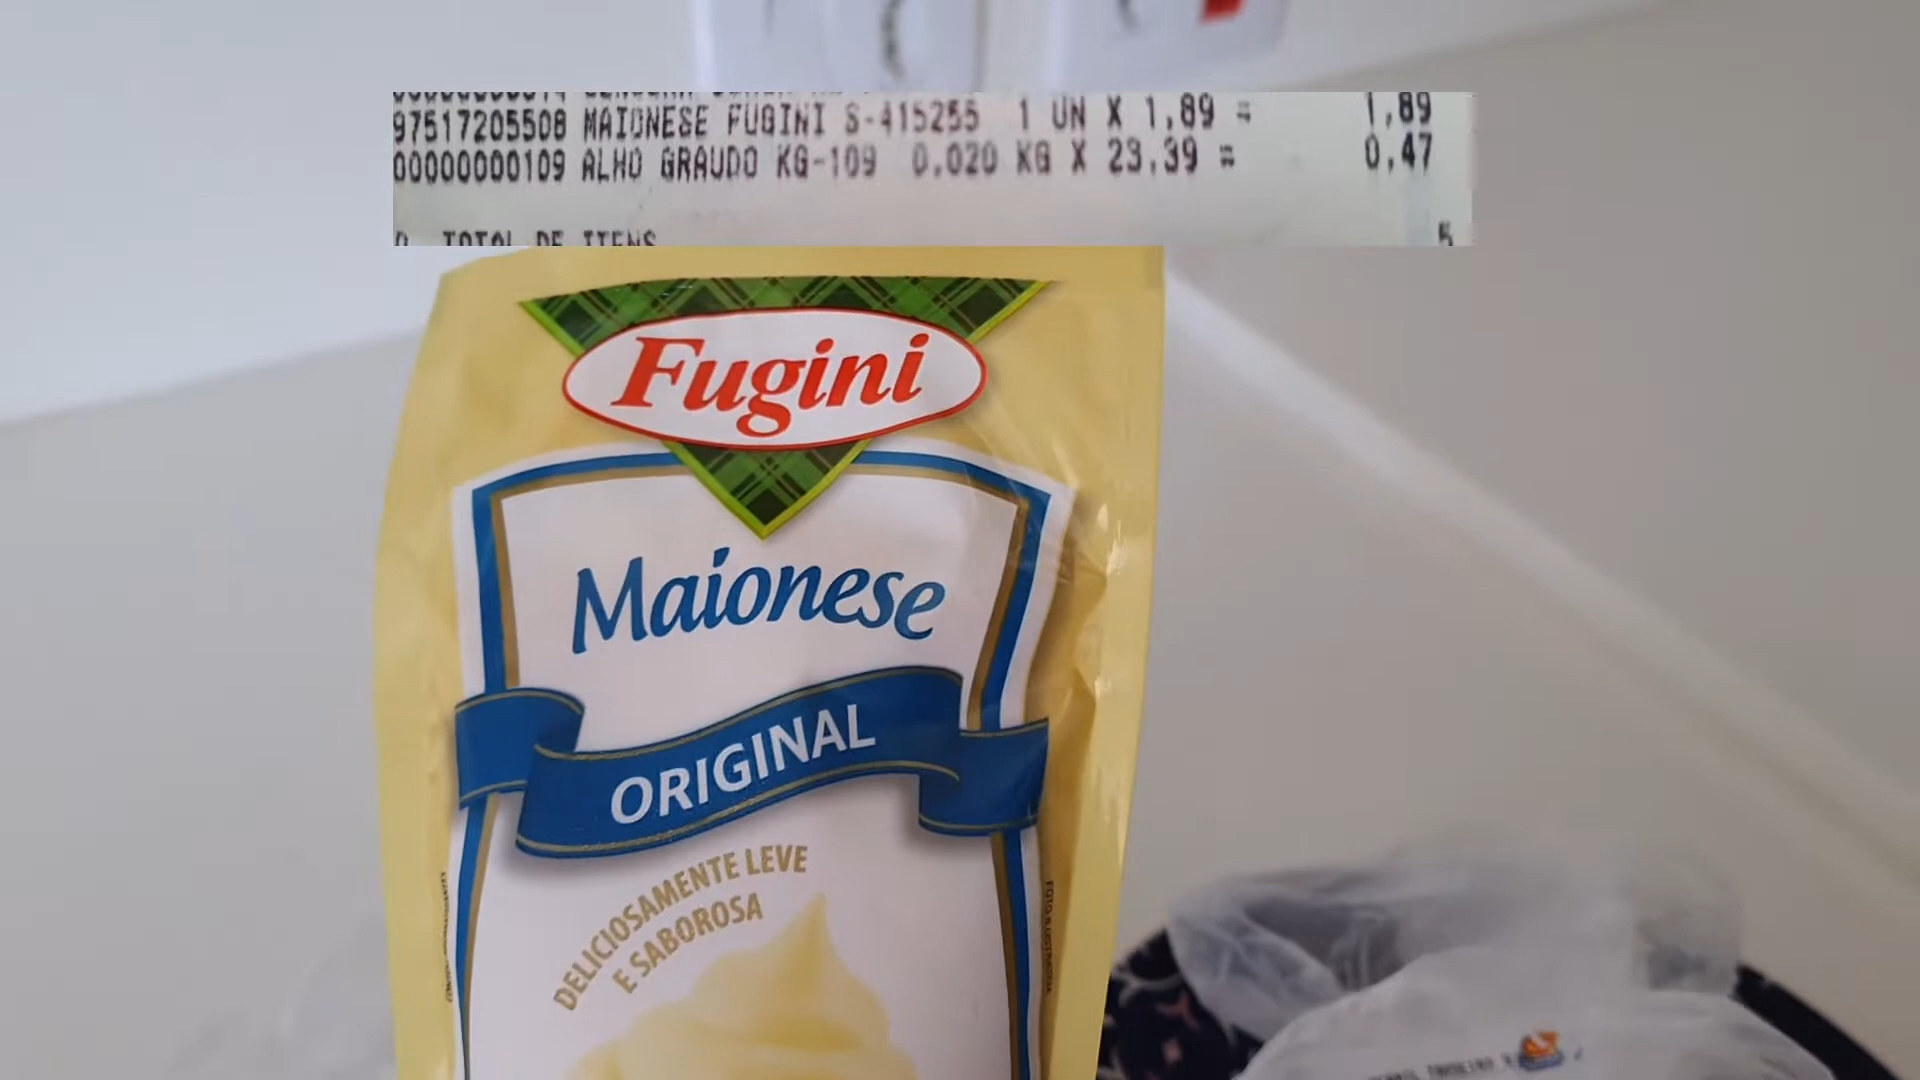 97517205508 MAIONESE FUGINI S-415255 1 UN X 1,89 = 1,89
00000000109 ALHO GRAUDO KG-109 0.020 KG X 23,39 = 0,47
TOTAL DE ITENS 5
Fugini
Maionese
ORIGINAL
DELICIOSAMENTE LEVE
E SABOROSA